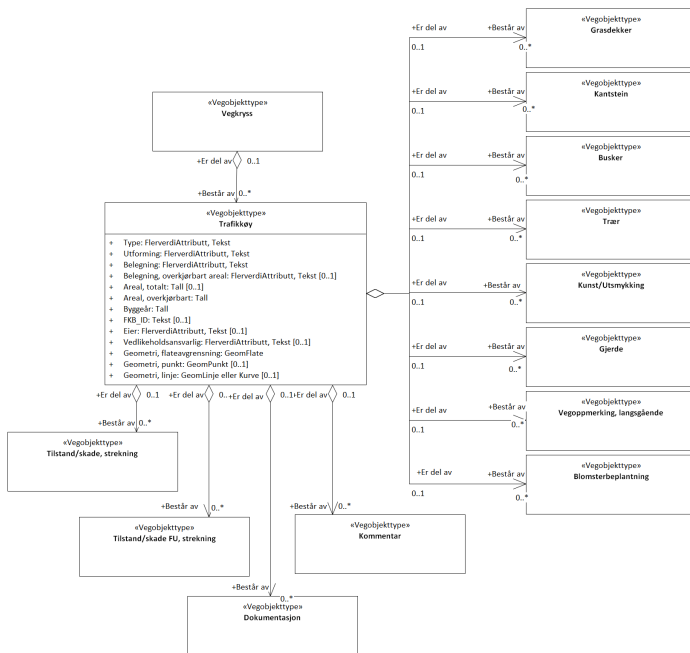 +Er del av
+Består av
«Vegobjekttype»
Grasdekker
0..1
0..*
+Er del av
+Består av
«Vegobjekttype»
Kantstein
0..1
0..*
«Vegobjekttype»
Vegkryss
+Er del av
0..1
+Består av
0..*
+Er del av
+Består av
«Vegobjekttype»
Busker
0..1
0..*
+Er del av
+Består av
«Vegobjekttype»
Trær
0..1
0..*
«Vegobjekttype»
Trafikkøy
+ Type: FlerverdiAttributt, Tekst
+ Utforming: FlerverdiAttributt, Tekst
+ Belegning: FlerverdiAttributt, Tekst
+ Belegning, overkjørbart areal: FlerverdiAttributt, Tekst [0..1]
+ Areal, totalt: Tall [0..1]
+ Areal, overkjørbart: Tall
+ Byggeår: Tall
+ FKB_ID: Tekst [0..1]
+ Eier: FlerverdiAttributt, Tekst [0..1]
+ Vedlikeholdsansvarlig: FlerverdiAttributt, Tekst [0..1]
+ Geometri, flateavgrensning: GeomFlate
+ Geometri, punkt: GeomPunkt [0..1]
+ Geometri, linje: GeomLinje eller Kurve [0..1]
+Er del av
+Består av
«Vegobjekttype»
Kunst/Utsmykking
0..1
0..*
+Er del av
+Består av
«Vegobjekttype»
Gjerde
0..1
0..*
+Er del av
+Består av
«Vegobjekttype»
Vegoppmerking, langsgående
0..1
0..*
+Er del av
+Består av
«Vegobjekttype»
Blomsterbeplantning
0..1
0..*
+Er del av
0..1
+Er del av
0..
+Er del av
0..1
+Er del av
0..1
+Består av
0..*
«Vegobjekttype»
Tilstand/skade, strekning
+Består av
0..*
«Vegobjekttype»
Tilstand/skade FU, strekning
+Består av
0..*
«Vegobjekttype»
Kommentar
+Består av
0..*
«Vegobjekttype»
Dokumentasjon